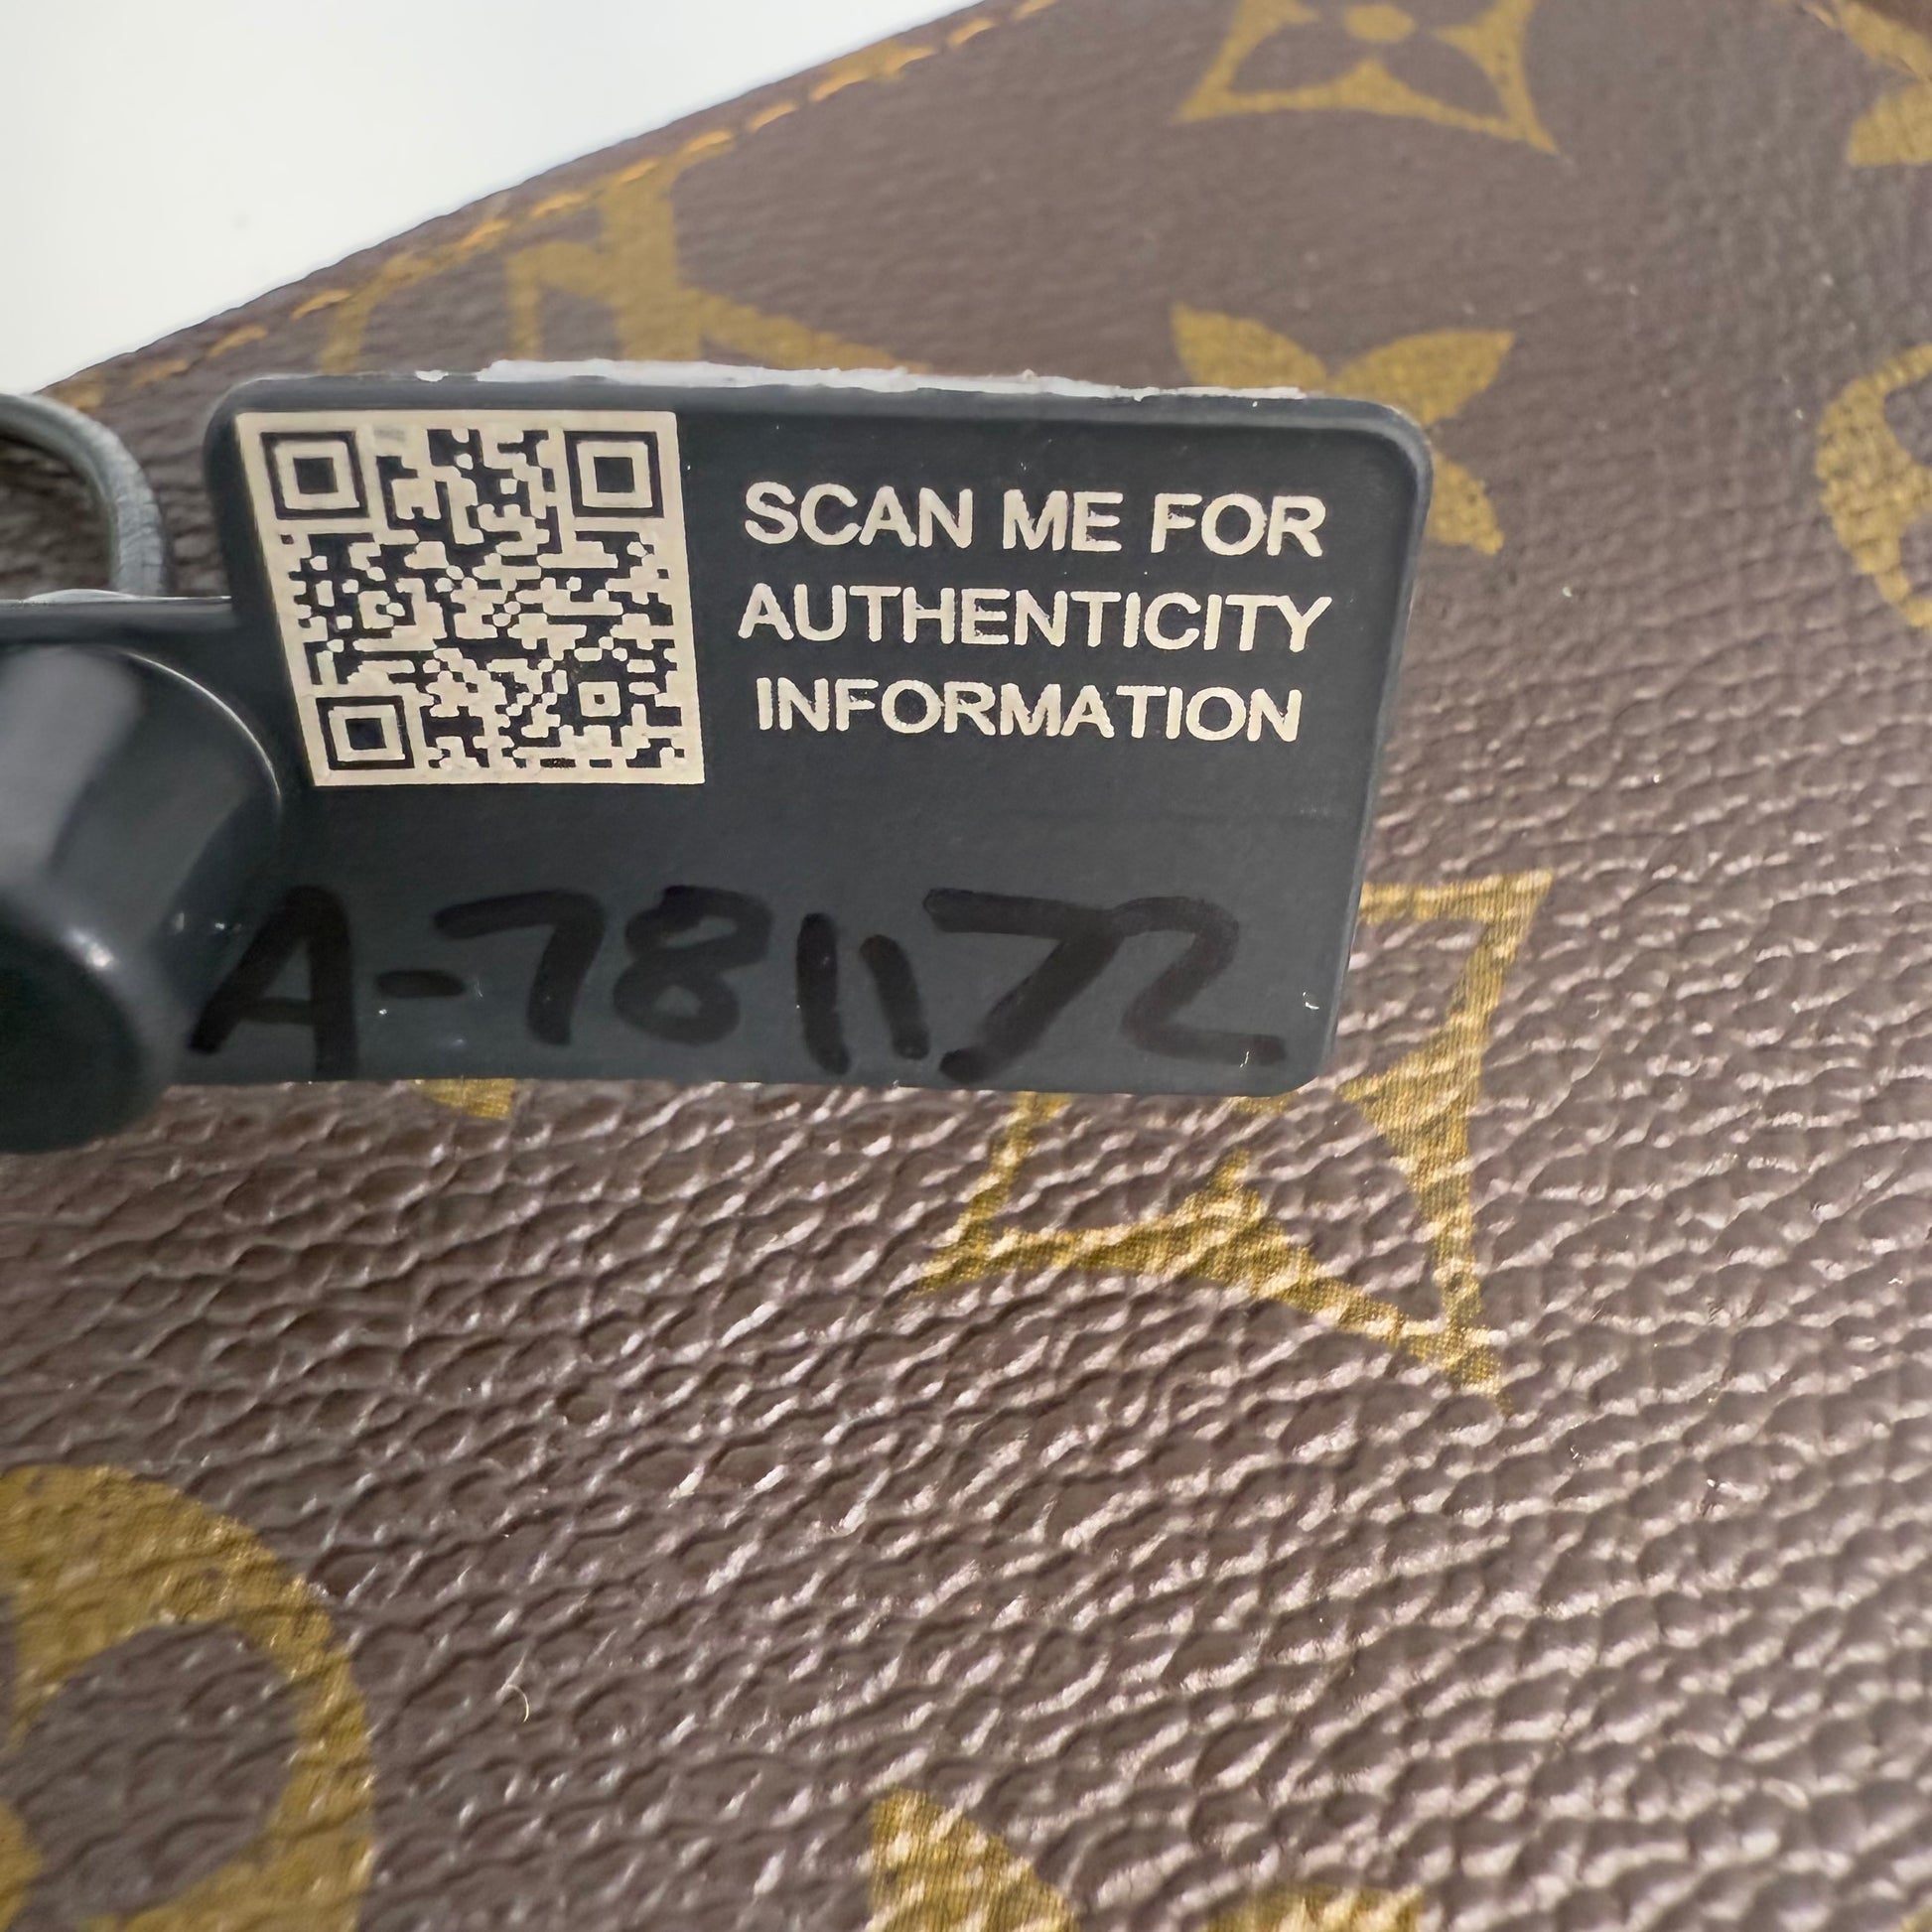 SCAN ME FOR
AUTHENTICITY
INFORMATION
A-781172